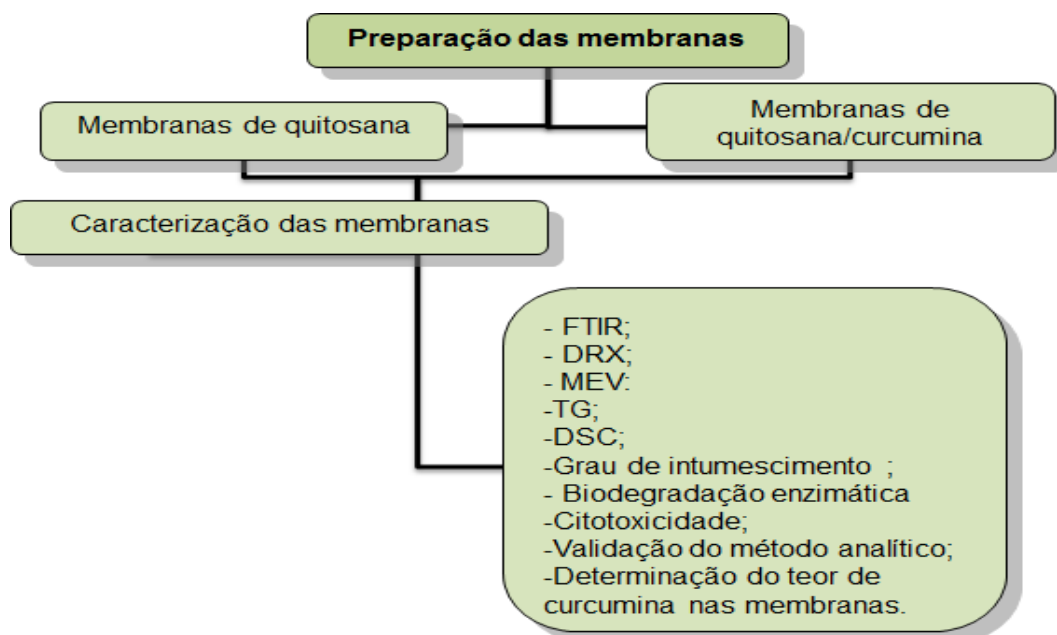 Preparação das membranas
Membranas de quitosana
Membranas de
quitosana/curcumina
Caracterização das membranas
- FTIR;
- DRX;
- MEV:
-TG;
-DSC;
-Grau de intumescimento ;
- Biodegradação enzimática
-Citotoxicidade;
-Validação do método analítico;
-Determinação do teor de
curcumina nas membranas.